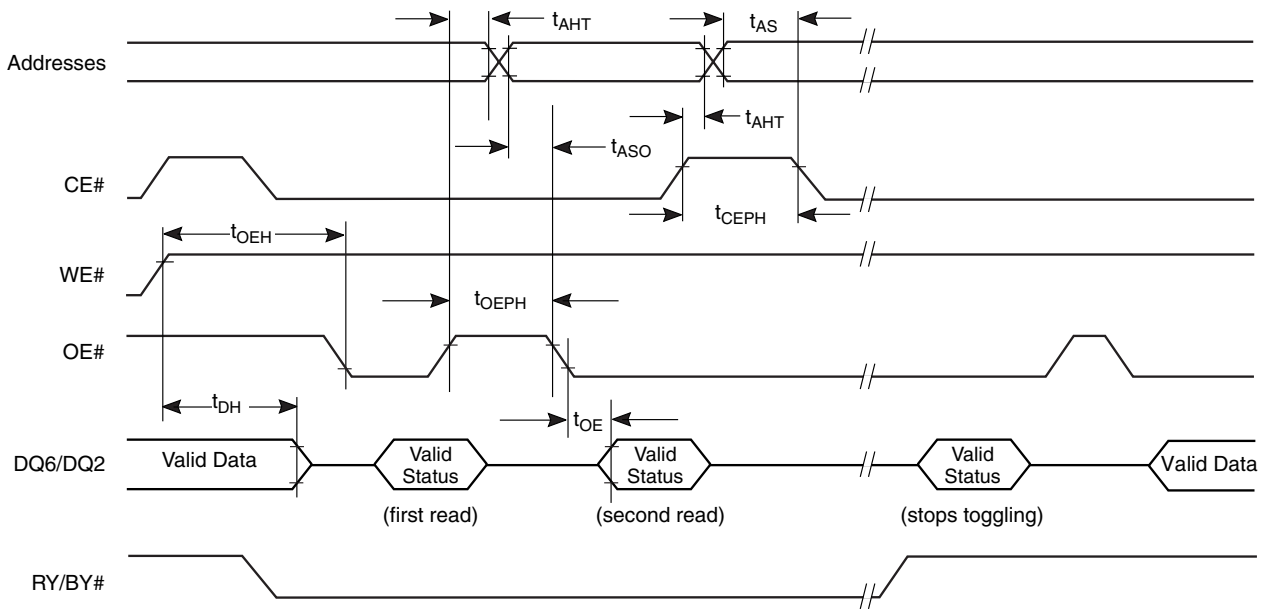 tAHT
tAS
Addresses
tAHT
tASO
CE#
tCEPH
tOEH
WE#
tOEPH
OE#
tDH
tOE
DQ6/DQ2
Valid Data
Valid
Status
Valid
Status
Valid
Status
Valid Data
(first read)
(second read)
(stops toggling)
RY/BY#